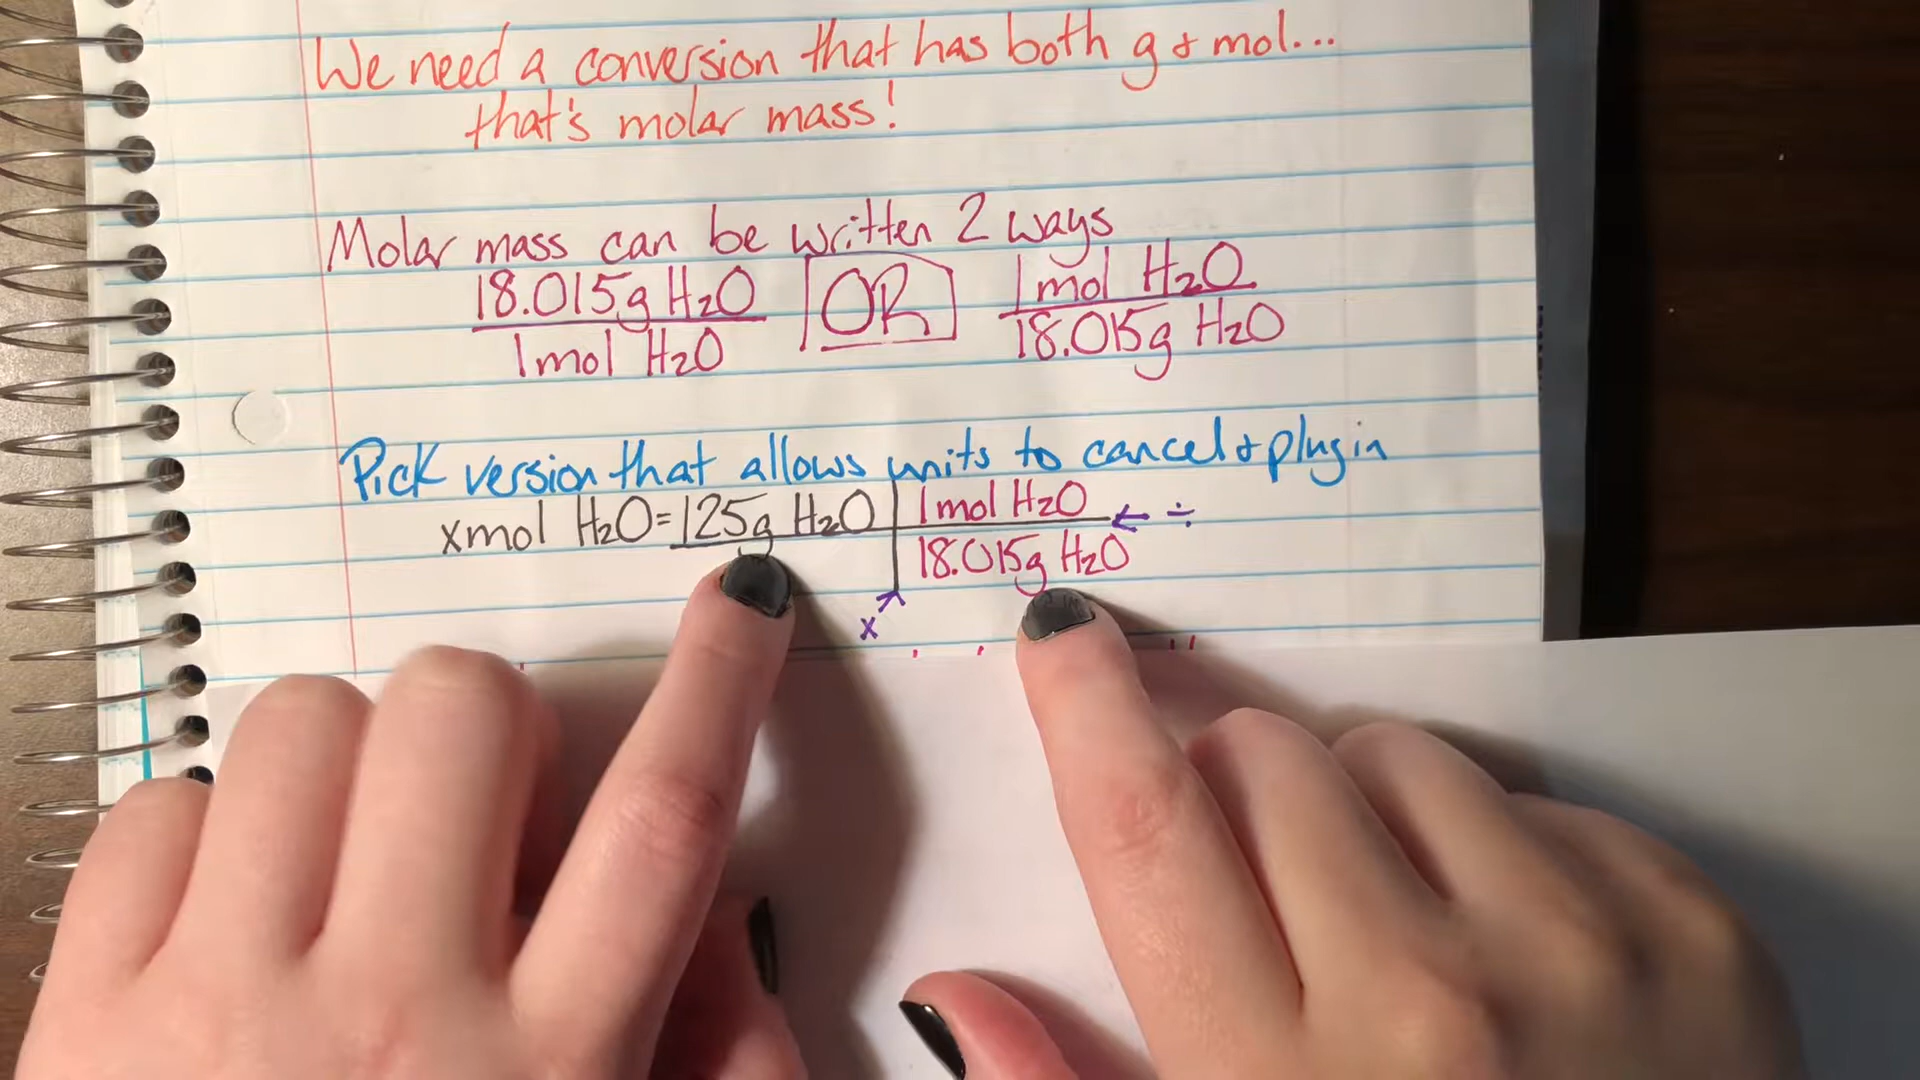 We need a conversion that has both g & mol...
that's molar mass!
Molar mass can be written 2 ways
18.015g H₂O OR 1mol H₂O
1mol H₂O 18.015g H₂O
Pick version that allows units to cancel & plug in
xmol H₂O = 125g H₂O 1mol H₂O ← ÷
18.015g H₂O
x